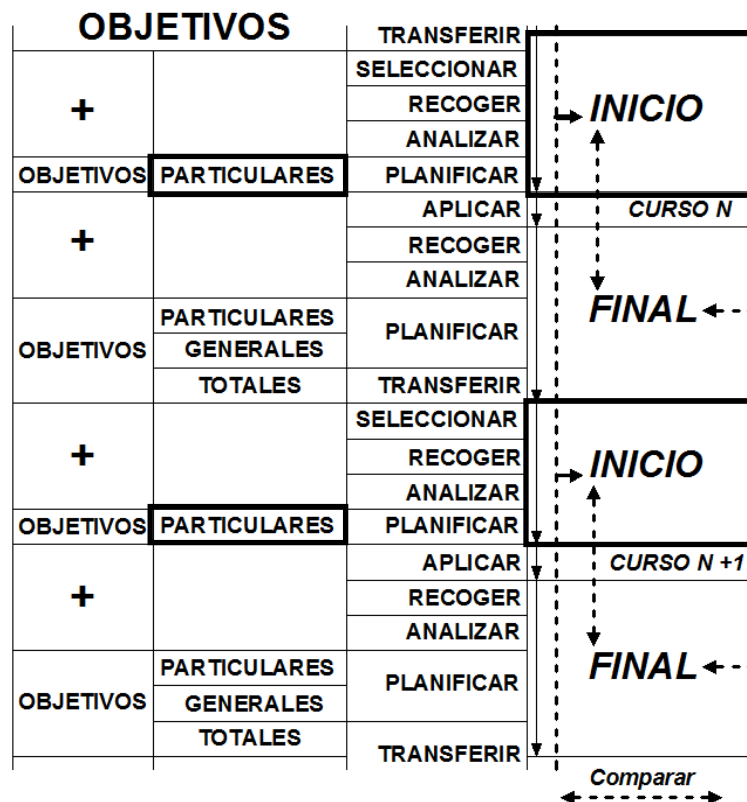 OBJETIVOS
TRANSFERIR
SELECCIONAR
+
RECOGER
INICIO
ANALIZAR
OBJETIVOS PARTICULARES PLANIFICAR
APLICAR CURSO N
+
RECOGER
ANALIZAR
PARTICULARES
FINAL
PLANIFICAR
OBJETIVOS
GENERALES
TOTALES TRANSFERIR
SELECCIONAR
+
RECOGER
INICIO
ANALIZAR
OBJETIVOS PARTICULARES PLANIFICAR
APLICAR CURSO N +1
+
RECOGER
ANALIZAR
PARTICULARES
FINAL
PLANIFICAR
OBJETIVOS
GENERALES
TOTALES
TRANSFERIR
Comparar